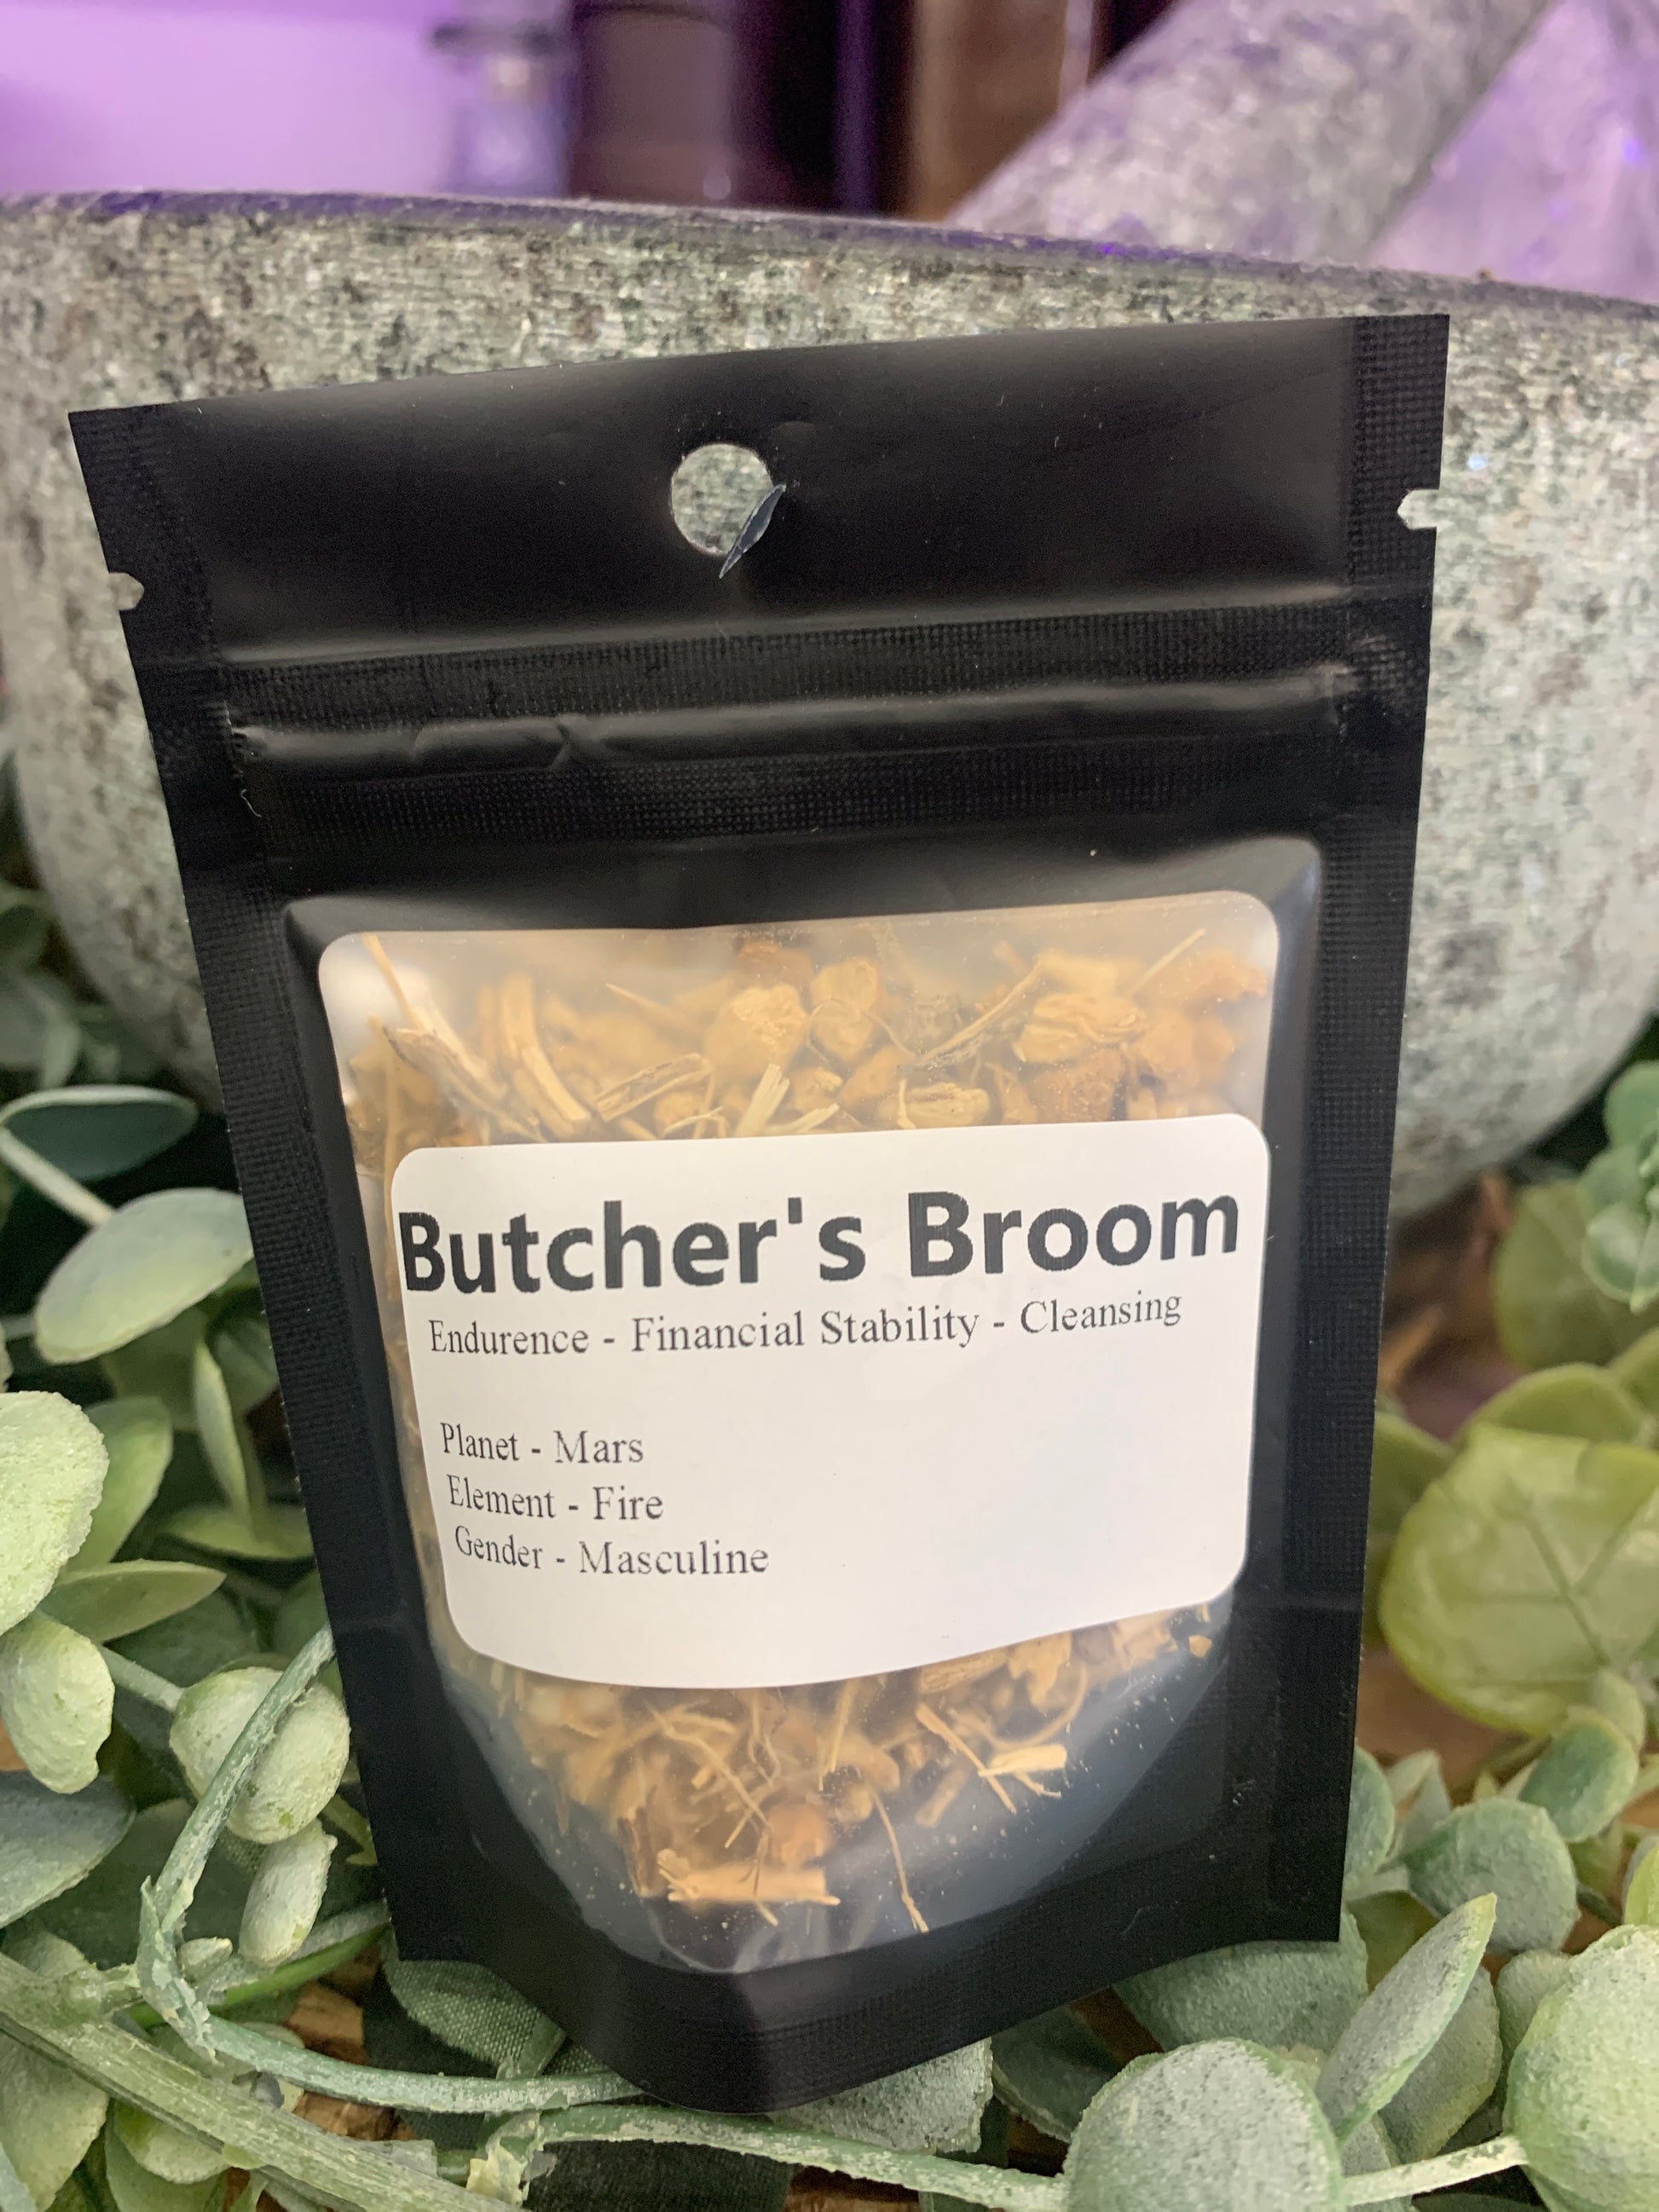 Butcher's Broom
Endurence - Financial Stability - Cleansing
Planet - Mars
Element - Fire
Gender - Masculine